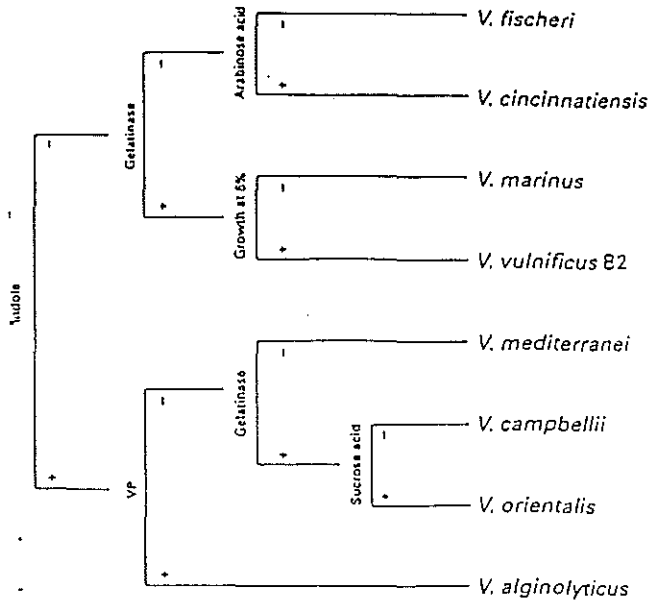 Indole
-
+
Gelatinase
-
+
VP
-
+
Arabinose acid
-
+
Growth at 6%
-
+
Gelatinase
-
+
Sucrose acid
-
+
V. fischeri
V. cincinnatiensis
V. marinus
V. vulnificus B2
V. mediterranei
V. campbellii
V. orientalis
V. alginolyticus